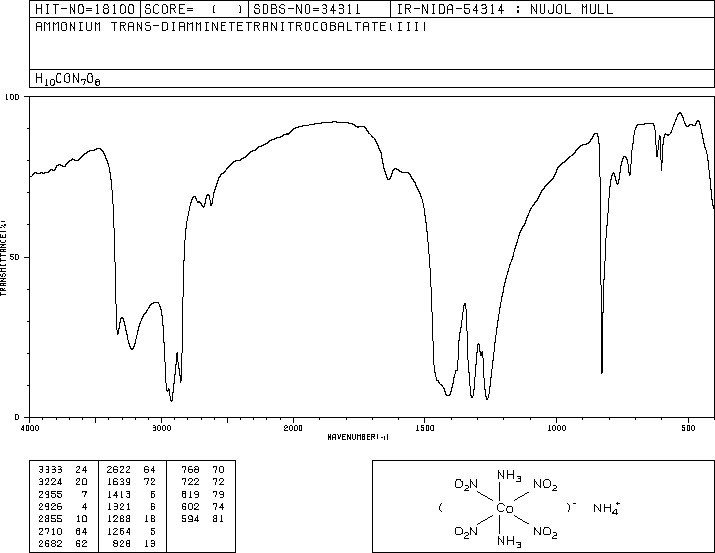 HIT-NO=18100 SCORE= ( ) SDBS-NO=34311 IR-NIDA-54314 : NUJOL MULL
AMMONIUM TRANS-DIAMMINETETRANITROCOBALTATE(III)
H10CON7O8
100
50
0
TRANSMITTANCE(%)
4000 3000 2000 1500 1000 500
WAVENUMBER(-1)
3333 24 2622 64 768 70
3224 20 1639 72 722 72
2955 7 1413 6 619 79
2926 4 1321 6 602 74
2855 10 1288 18 594 81
2710 64 1264 5
2682 62 828 13
NH3
O2N NO2
( Co )- NH4+
O2N NO2
NH3